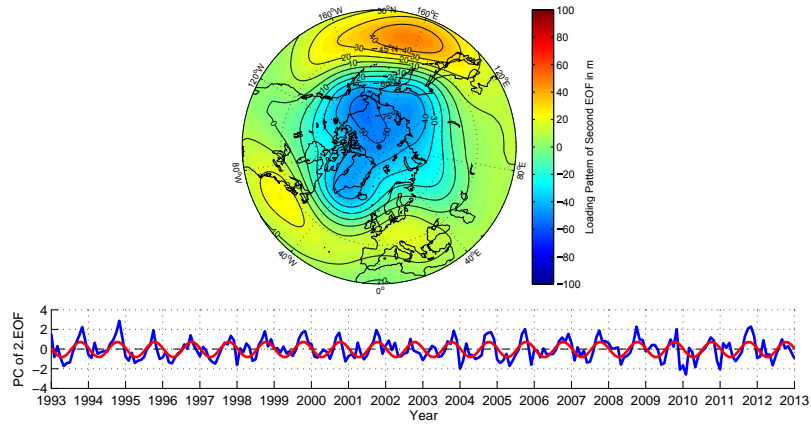 160°W
30°N
160°E
120°W
120°E
80°W
80°E
40°W
40°E
0°
45°N
75°N
100
80
60
40
20
0
−20
−40
−60
−80
−100
Loading Pattern of Second EOF in m
4
2
0
−2
−4
PC of 2.EOF
1993 1994 1995 1996 1997 1998 1999 2000 2001 2002 2003 2004 2005 2006 2007 2008 2009 2010 2011 2012 2013
Year